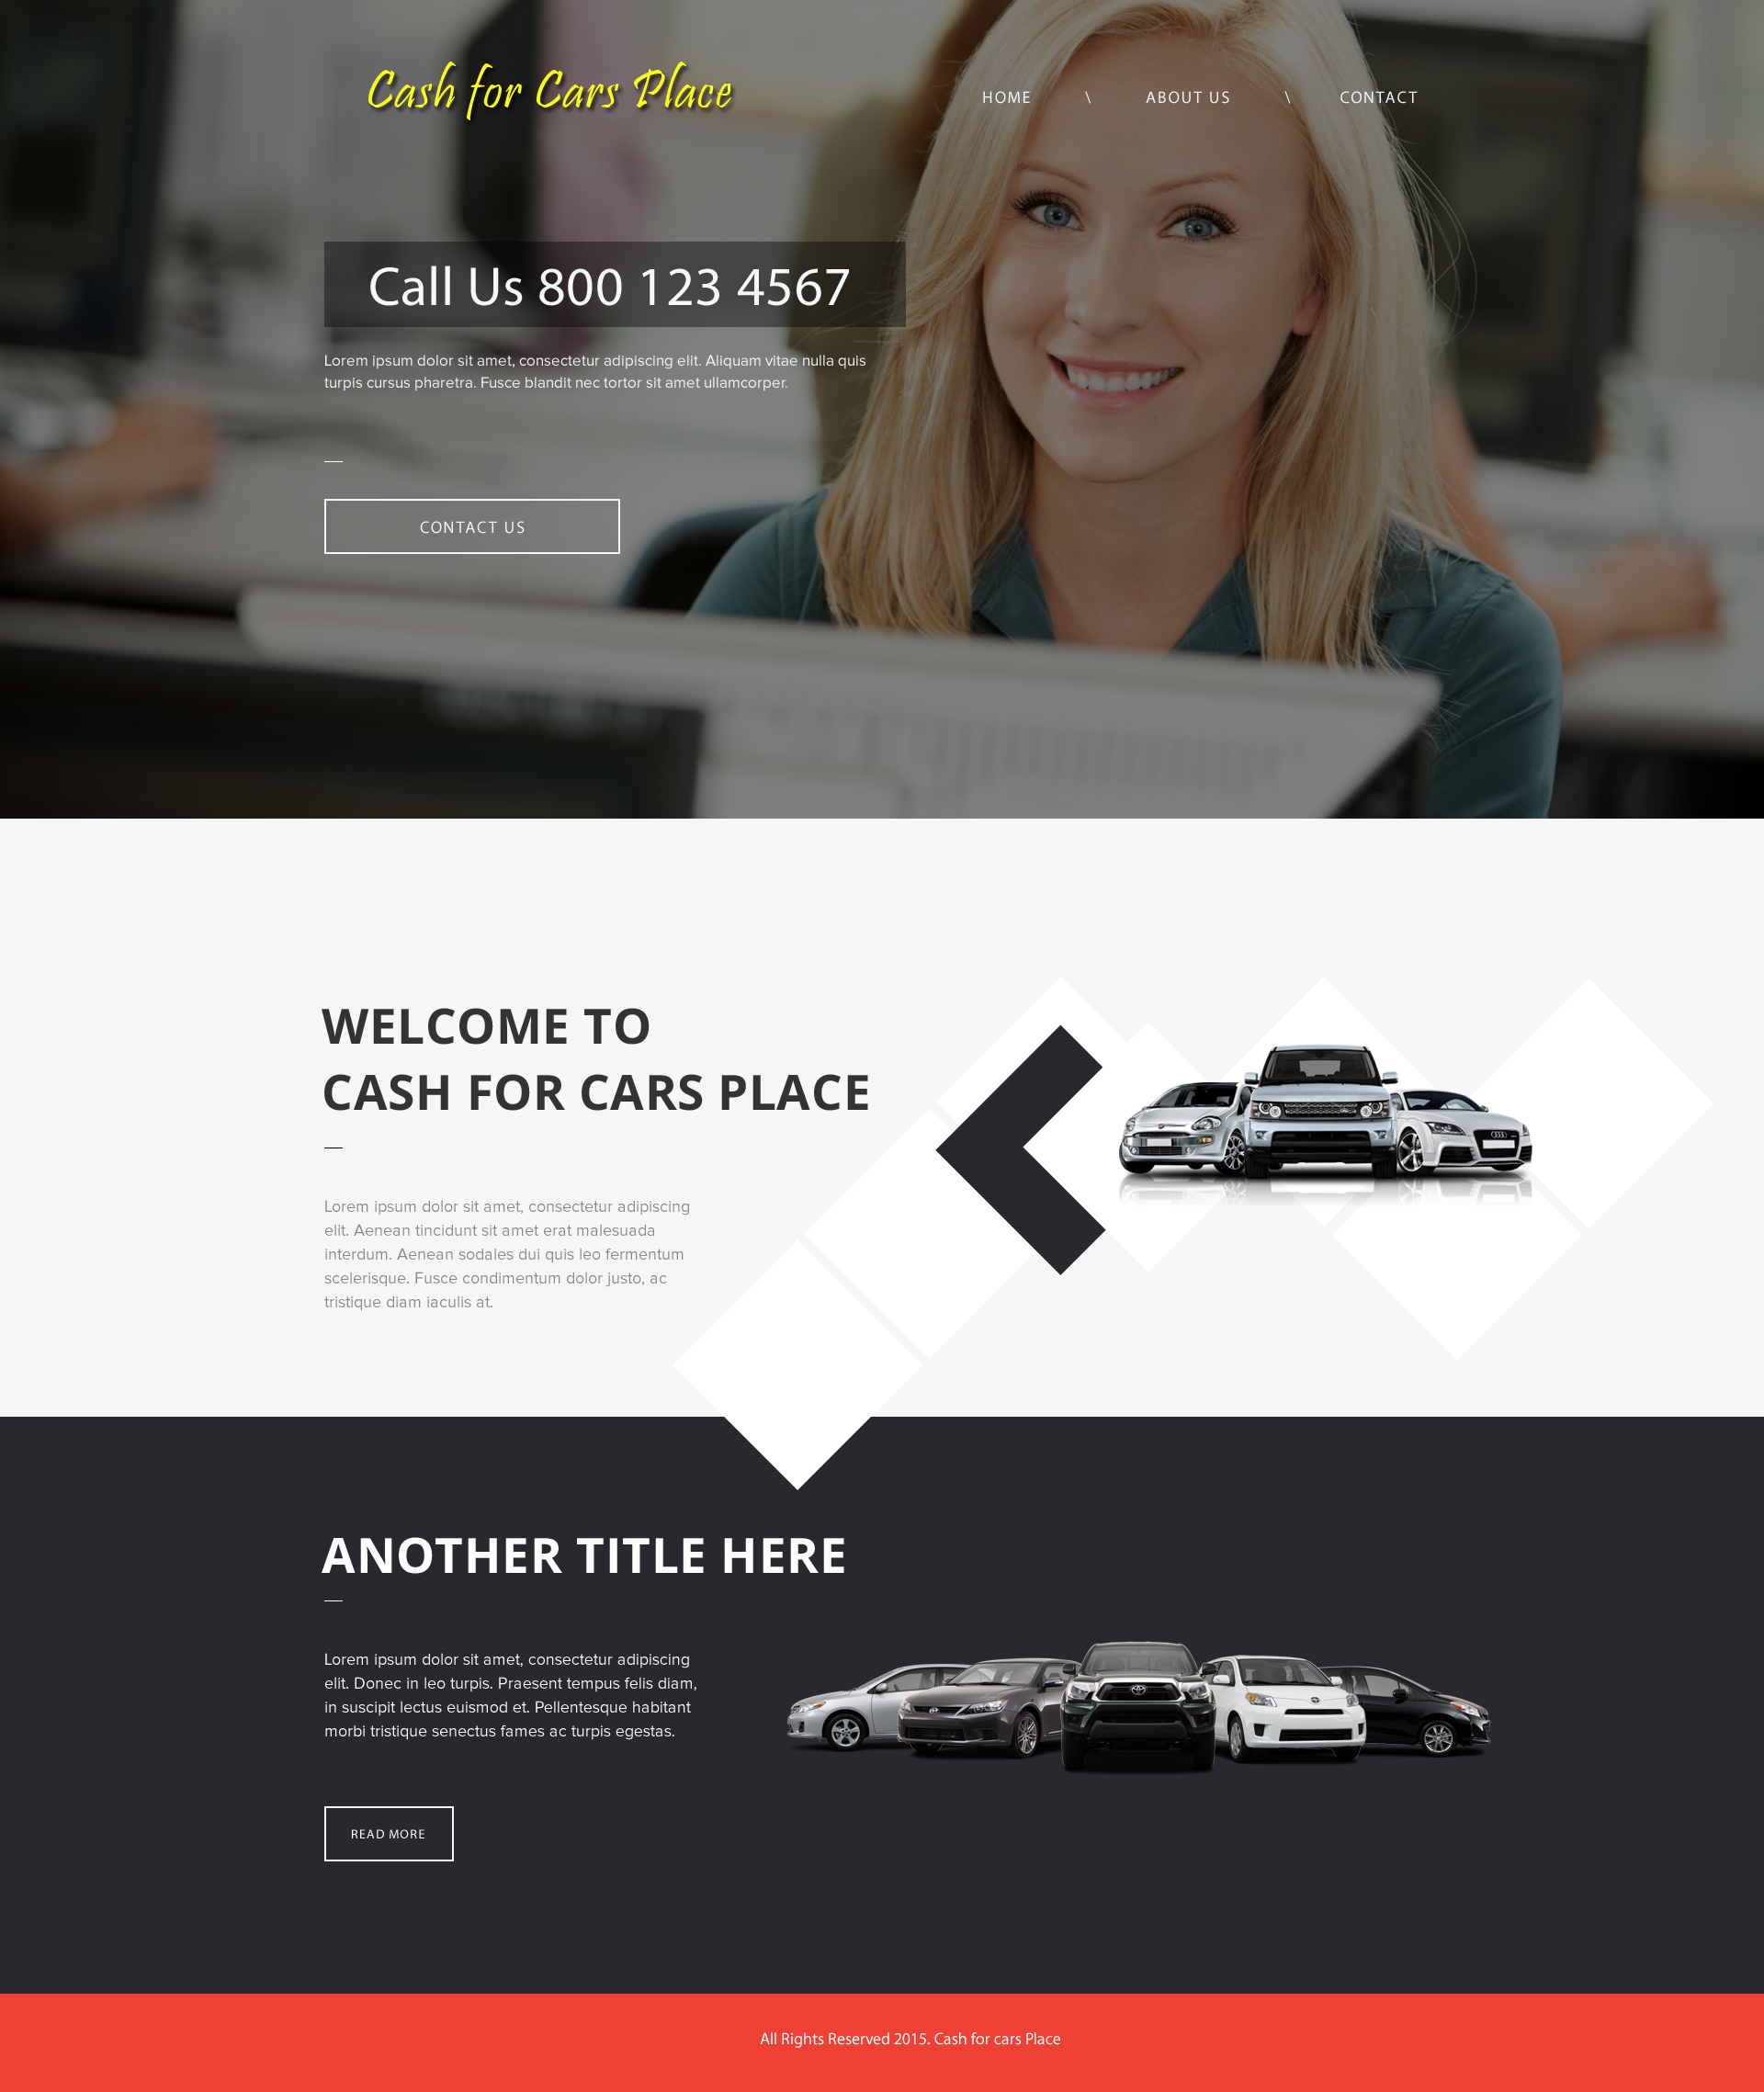 Cash for Cars Place
HOME \ ABOUT US \ CONTACT
Call Us 800 123 4567
Lorem ipsum dolor sit amet, consectetur adipiscing elit. Aliquam vitae nulla quis
turpis cursus pharetra. Fusce blandit nec tortor sit amet ullamcorper.
CONTACT US
WELCOME TO
CASH FOR CARS PLACE
Lorem ipsum dolor sit amet, consectetur adipiscing
elit. Aenean tincidunt sit amet erat malesuada
interdum. Aenean sodales dui quis leo fermentum
scelerisque. Fusce condimentum dolor justo, ac
tristique diam iaculis at.
ANOTHER TITLE HERE
Lorem ipsum dolor sit amet, consectetur adipiscing
elit. Donec in leo turpis. Praesent tempus felis diam,
in suscipit lectus euismod et. Pellentesque habitant
morbi tristique senectus fames ac turpis egestas.
READ MORE
All Rights Reserved 2015. Cash for cars Place